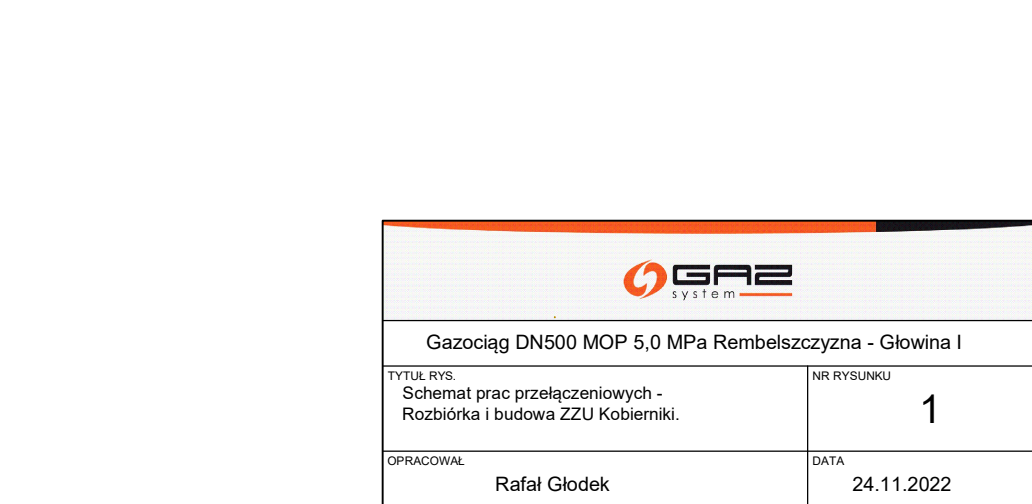 GAZ
system
Gazociąg DN500 MOP 5,0 MPa Rembelszczyzna - Głowina I
TYTUŁ RYS.
Schemat prac przełączeniowych -
Rozbiórka i budowa ZZU Kobierniki.
NR RYSUNKU
1
OPRACOWAŁ
Rafał Głodek
DATA
24.11.2022